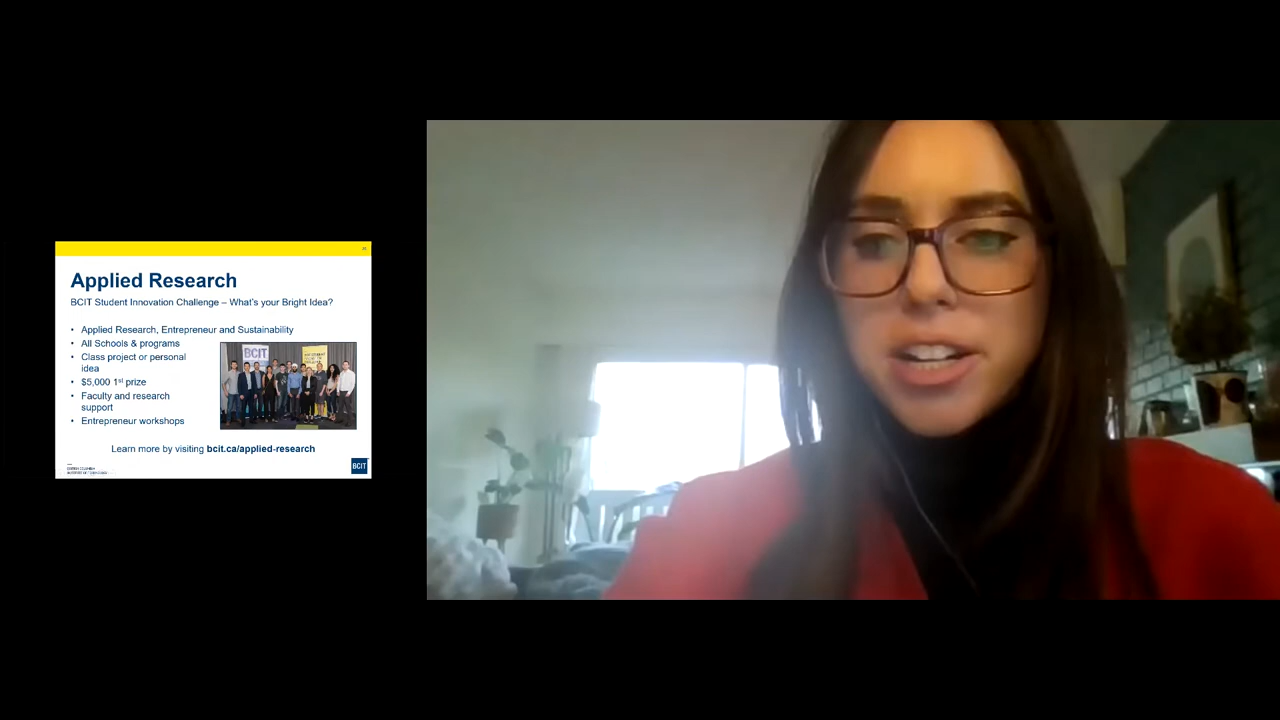 Applied Research
BCIT Student Innovation Challenge – What's your Bright Idea?
• Applied Research, Entrepreneur and Sustainability
• All Schools & programs
• Class project or personal
idea
• $5,000 1st prize
• Faculty and research
support
• Entrepreneur workshops
BCIT
Learn more by visiting bcit.ca/applied-research
BCIT